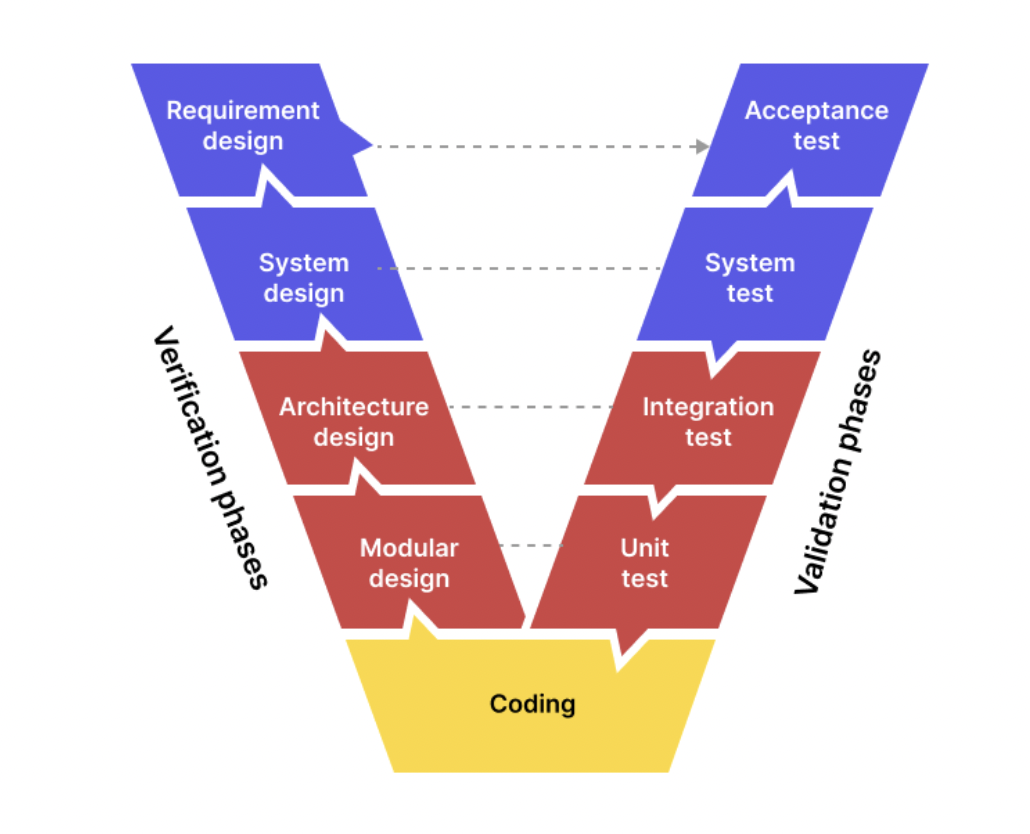 Requirement
design
Acceptance
test
System
design
System
test
Verification phases
Architecture
design
Integration
test
Validation phases
Modular
design
Unit
test
Coding